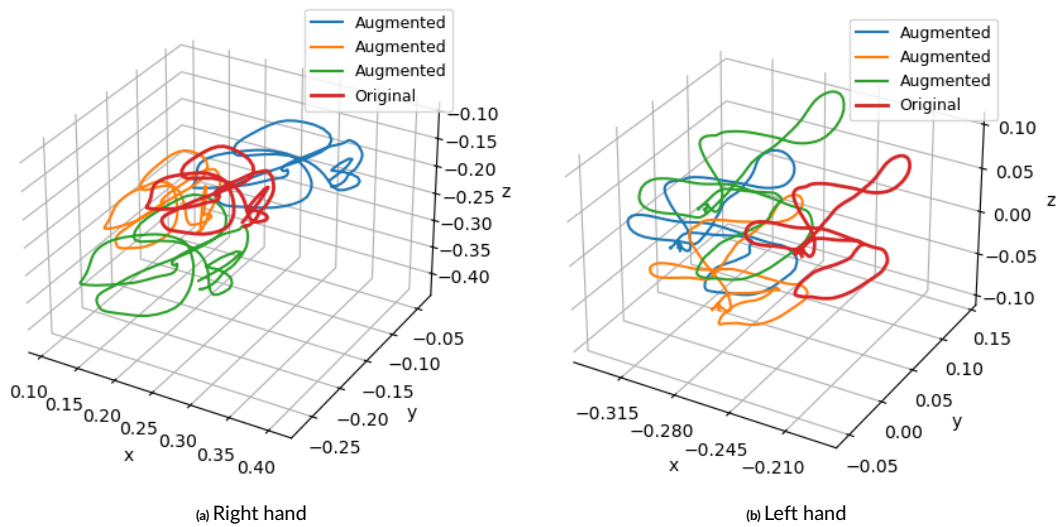 Augmented
Augmented
Augmented
Original
−0.10
−0.15
−0.20
−0.25
−0.30
−0.35
−0.40
z
−0.05
−0.10
−0.15
−0.20
−0.25
y
0.10
0.15
0.20
0.25
0.30
0.35
0.40
x
(a) Right hand
Augmented
Augmented
Augmented
Original
0.10
0.05
0.00
−0.05
−0.10
z
0.15
0.10
0.05
0.00
−0.05
y
−0.315
−0.280
−0.245
−0.210
x
(b) Left hand